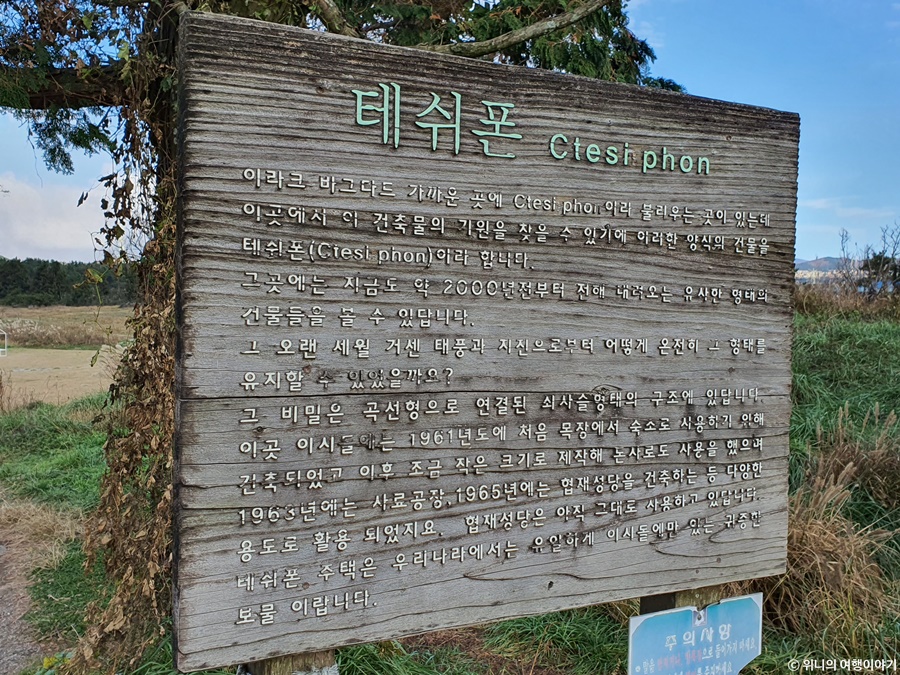 테쉬폰 Ctesiphon
이라크 바그다드 가까운 곳에 Ctesiphon이라 불리우는 곳이 있는데
이곳에서 이 건축물의 기원을 찾을 수 있기에 이러한 양식의 건물을
테쉬폰(Ctesiphon)이라 합니다.
그곳에는 지금도 약 2000년전부터 전해 내려오는 유사한 형태의
건물들을 볼 수 있답니다.
그 오랜 세월 거센 태풍과 지진으로부터 어떻게 온전히 그 형태를
유지할 수 있었을까요?
그 비밀은 곡선형으로 연결된 쇠사슬형태의 구조에 있답니다
이곳 이시돌에는 1961년도에 처음 목장에서 숙소로 사용하기 위해
건축되었고 이후 조금 작은 크기로 제작해 돈사로도 사용을 했으며
1963년에는 사료공장,1965년에는 협재성당을 건축하는 등 다양한
용도로 활용 되었지요. 협재성당은 아직 그대로 사용하고 있답니다.
테쉬폰 주택은 우리나라에서는 유일하게 이시돌에만 있는 귀중한
보물 이랍니다.
주의사항
© 위니의 여행이야기